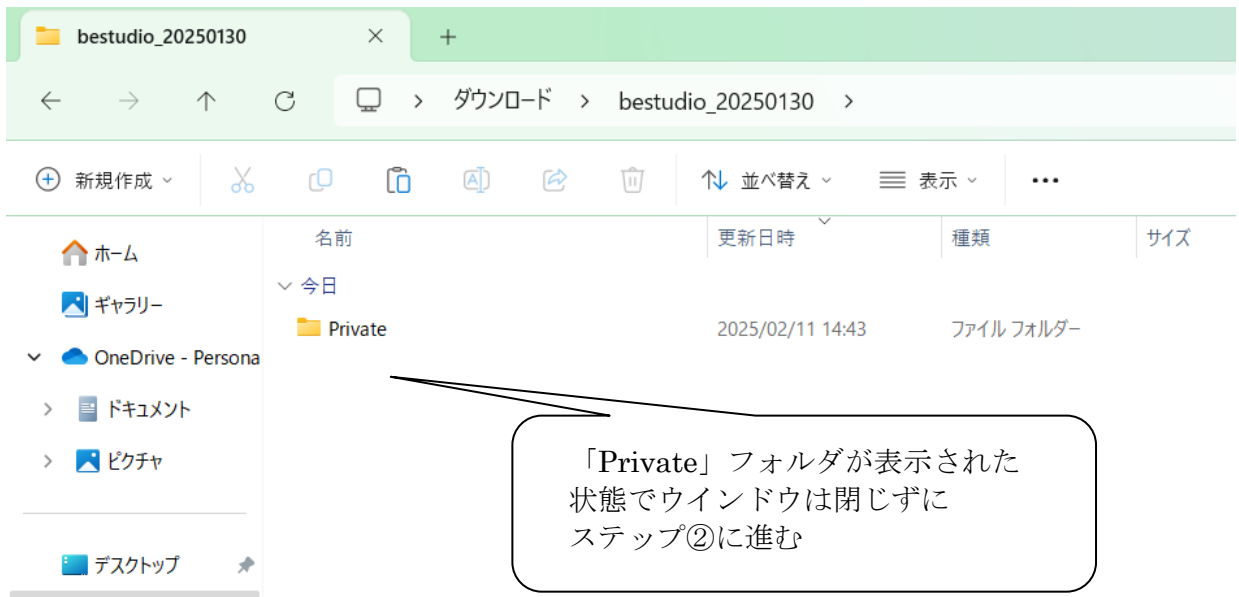 bestudio_20250130
ダウンロード > bestudio_20250130 >
新規作成 並べ替え 表示 •••
名前 更新日時 種類 サイズ
ホーム
今日
ギャラリー
Private 2025/02/11 14:43 ファイル フォルダー
OneDrive - Persona
ドキュメント
ピクチャ
「Private」フォルダが表示された
状態でウインドウは閉じずに
ステップ②に進む
デスクトップ